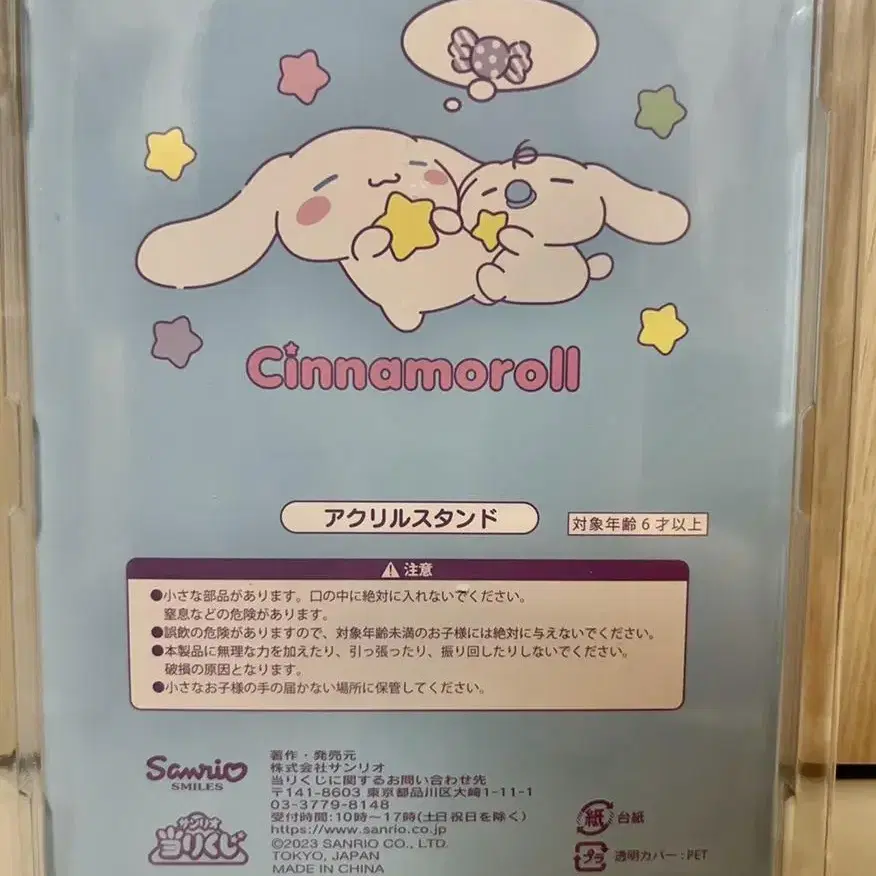 Cinnamoroll
アクリルスタンド
対象年齢6才以上
注意
●小さな部品があります。口の中に絶対に入れないでください。
窒息などの危険があります。
●誤飲の危険がありますので、対象年齢未満のお子様には絶対に与えないでください。
●本製品に無理な力を加えたり、引っ張ったり、振り回したりしないでください。
破損の原因となります。
●小さなお子様の手の届かない場所に保管してください。
Sanrio
SMILES
サンリオ
当りくじ
著作・発売元
株式会社サンリオ
当りくじに関するお問い合わせ先
〒141-8603 東京都品川区大崎1-11-1
03-3779-8148
受付時間:10時〜17時(土日祝日を除く)
https://www.sanrio.co.jp
©2023 SANRIO CO., LTD.
TOKYO, JAPAN
MADE IN CHINA
紙 台紙
プラ 透明カバー:PET